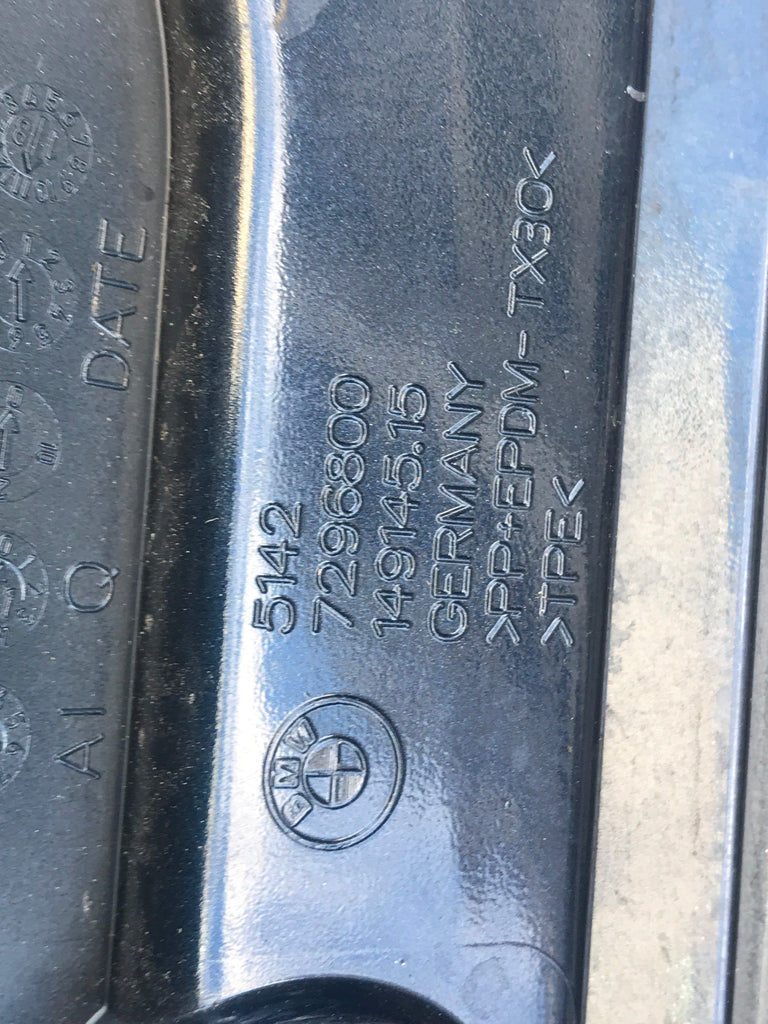 BMW
5142
7296800
149145.15
GERMANY
>PP+EPDM-TX30<
>TPE<
AI Q DATE